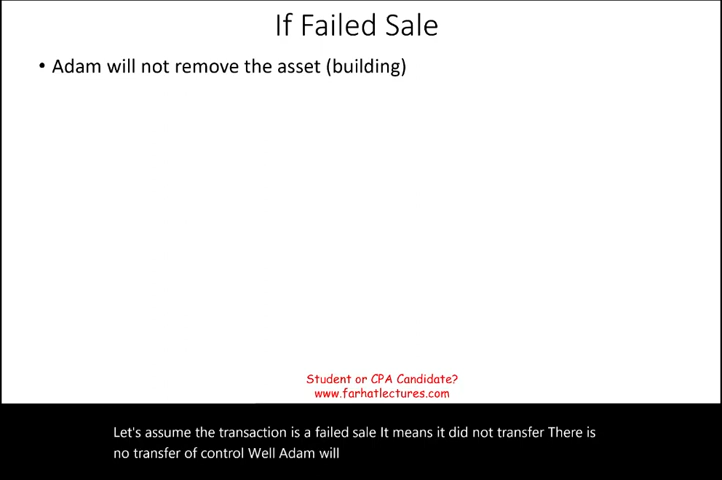 If Failed Sale
• Adam will not remove the asset (building)
Student or CPA Candidate?
www.farhatlectures.com
Let's assume the transaction is a failed sale It means it did not transfer There is
no transfer of control Well Adam will